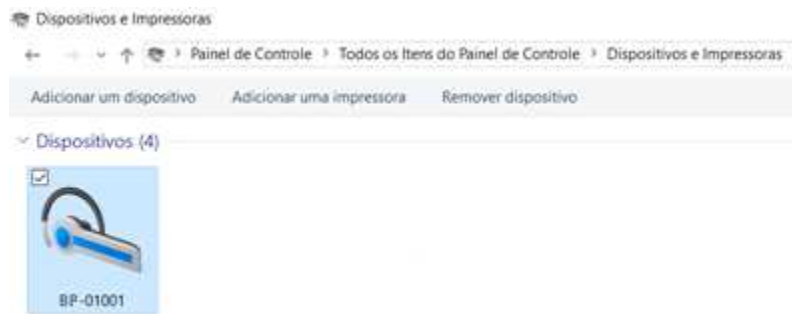 Dispositivos e Impressoras
Painel de Controle > Todos os Itens do Painel de Controle > Dispositivos e Impressoras
Adicionar um dispositivo Adicionar uma impressora Remover dispositivo
Dispositivos (4)
BP-01001